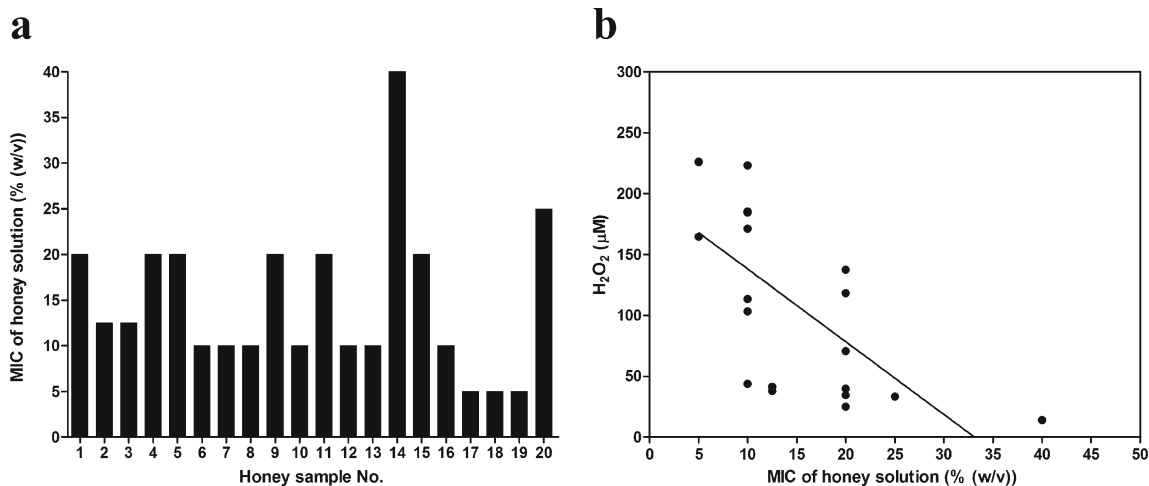 a
MIC of honey solution (% (w/v))
40
35
30
25
20
15
10
5
0
1 2 3 4 5 6 7 8 9 10 11 12 13 14 15 16 17 18 19 20
Honey sample No.
b
H₂O₂ (μM)
300
250
200
150
100
50
0
0 5 10 15 20 25 30 35 40 45 50
MIC of honey solution (% (w/v))